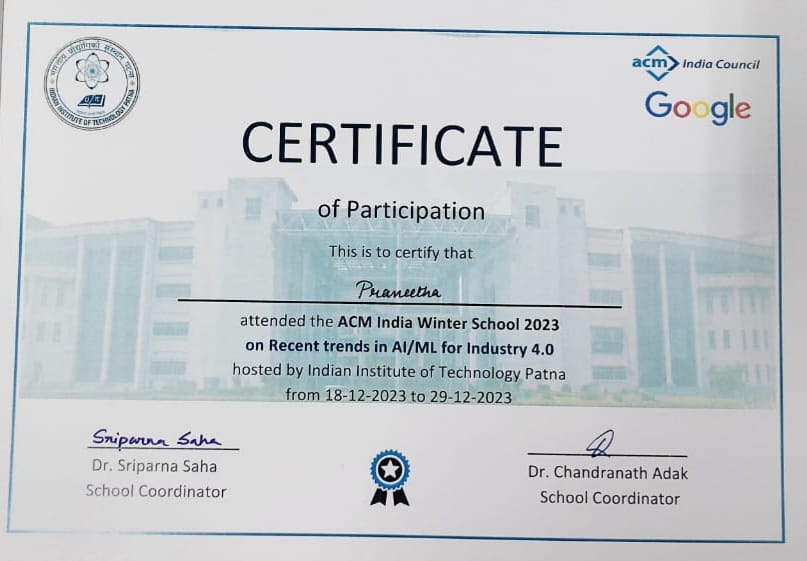 भारतीय प्रौद्योगिकी संस्थान पटना
INDIAN INSTITUTE OF TECHNOLOGY PATNA
acm India Council
Google
CERTIFICATE
of Participation
This is to certify that
Praneetha
attended the ACM India Winter School 2023
on Recent trends in AI/ML for Industry 4.0
hosted by Indian Institute of Technology Patna
from 18-12-2023 to 29-12-2023
Sriparna Saha
Dr. Sriparna Saha
School Coordinator
Dr. Chandranath Adak
School Coordinator